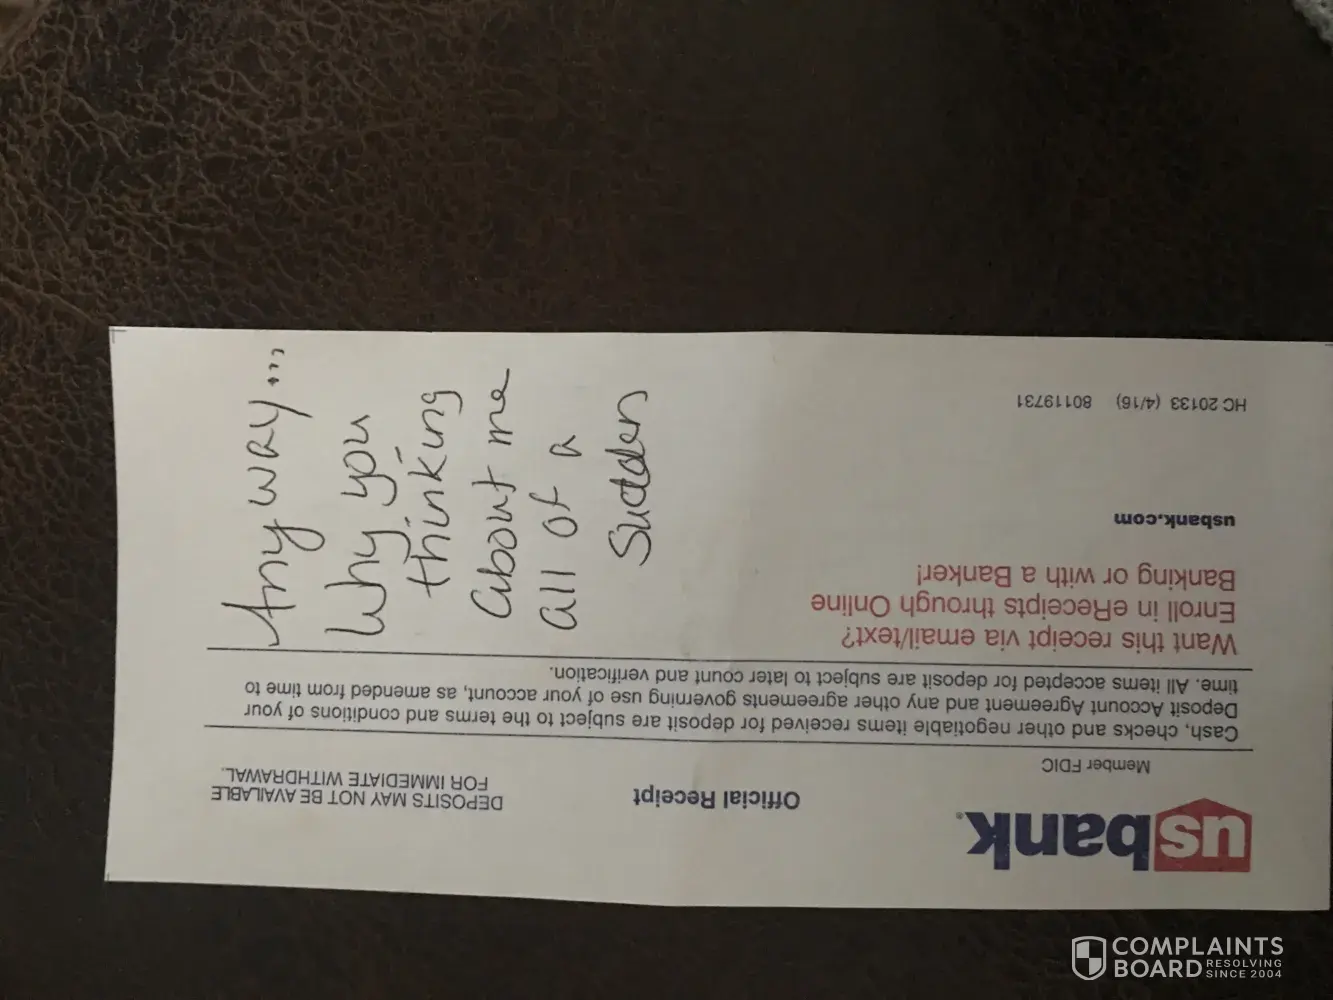 usbank®
Member FDIC
Official Receipt
DEPOSITS MAY NOT BE AVAILABLE
FOR IMMEDIATE WITHDRAWAL.
Cash, checks and other negotiable items received for deposit are subject to the terms and conditions of your
Deposit Account Agreement and any other agreements governing use of your account, as amended from time to
time. All items accepted for deposit are subject to later count and verification.
Want this receipt via email/text?
Enroll in eReceipts through Online
Banking or with a Banker!
usbank.com
HC 20133 (4/16) 80119731
Any way...
Why you
thinking
about me
all of a
Sudden
COMPLAINTS
BOARD RESOLVING
SINCE 2004